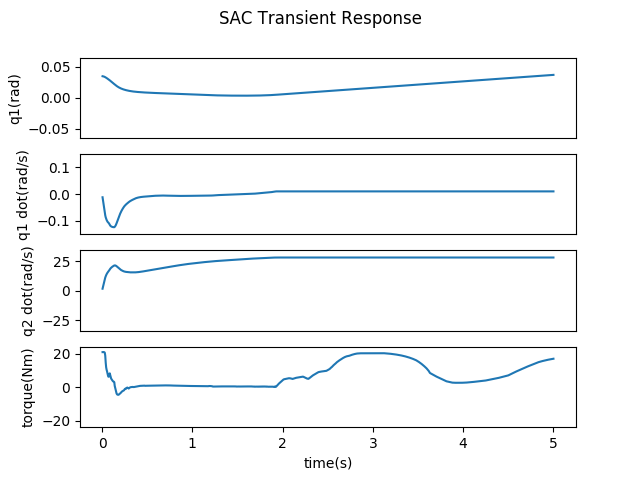 SAC Transient Response
0.05
0.00
−0.05
q1(rad)
0.1
0.0
−0.1
q1 dot(rad/s)
25
0
−25
q2 dot(rad/s)
20
0
−20
torque(Nm)
0 1 2 3 4 5
time(s)